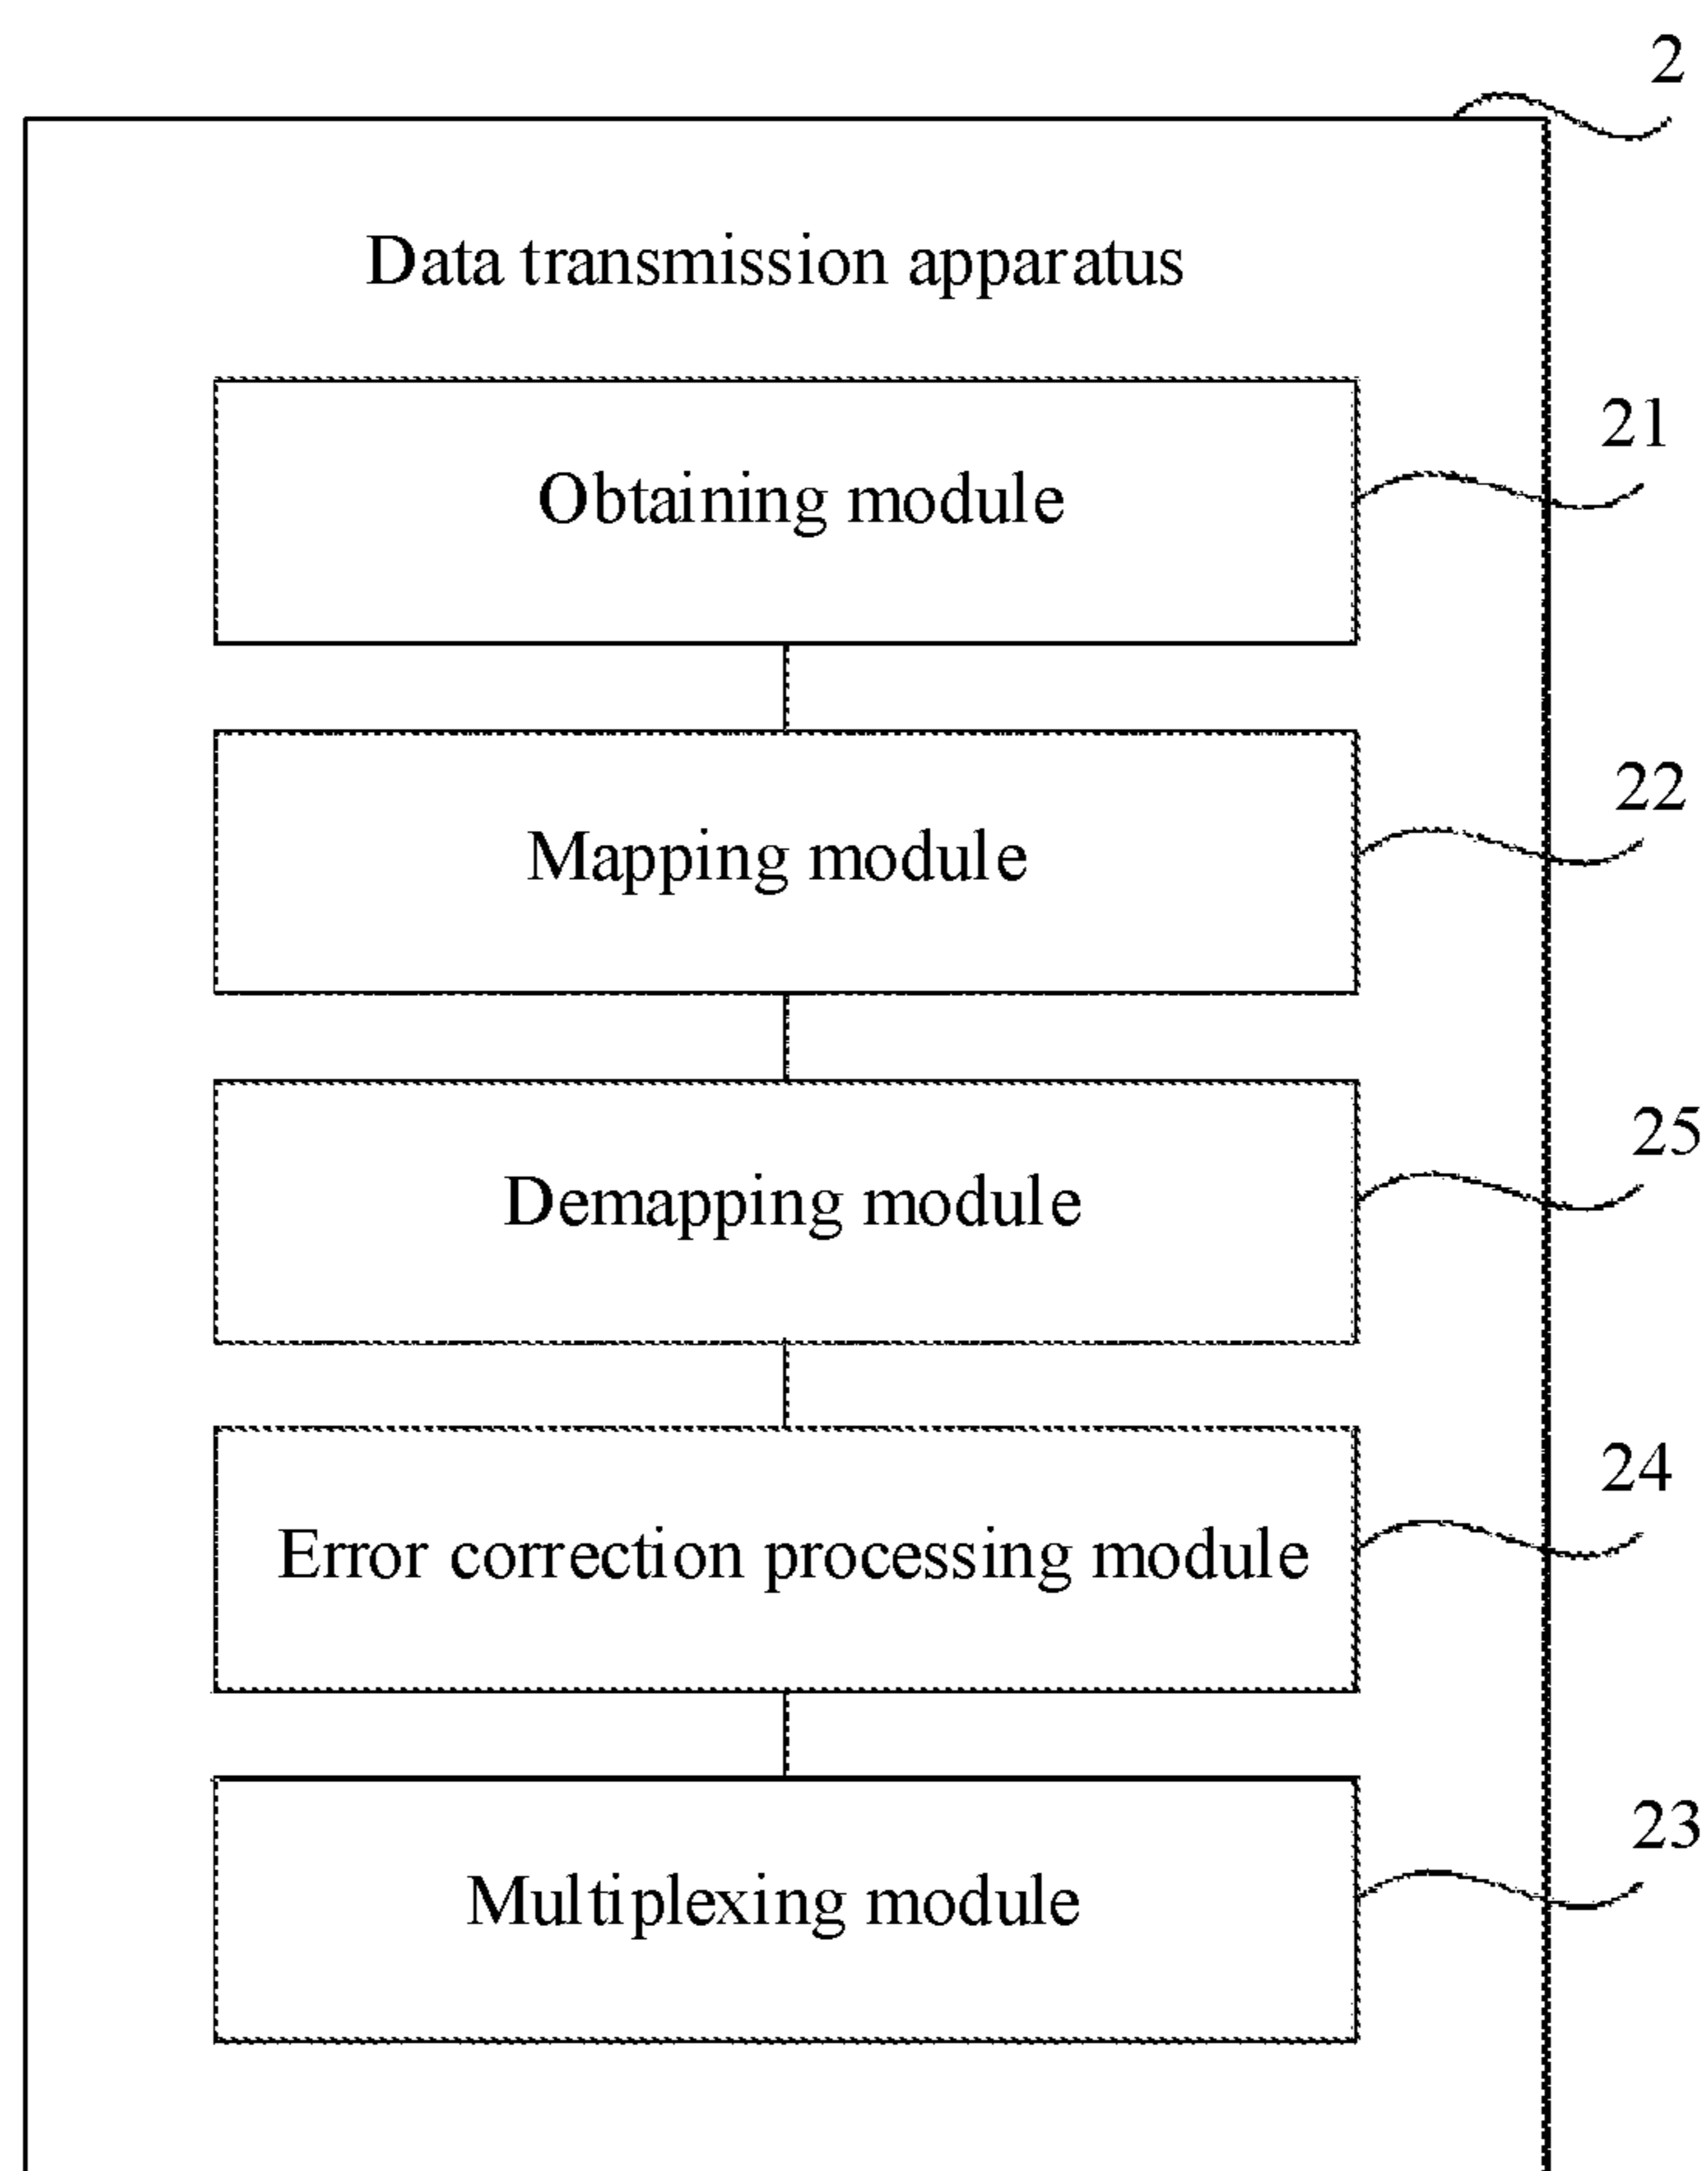 2
Data transmission apparatus
21
Obtaining module
22
Mapping module
25
Demapping module
24
Error correction processing module
23
Multiplexing module